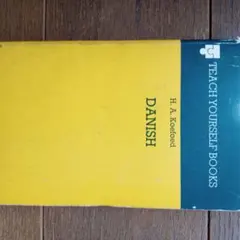 TEACH YOURSELF BOOKS
H. A. Koefoed
DANISH